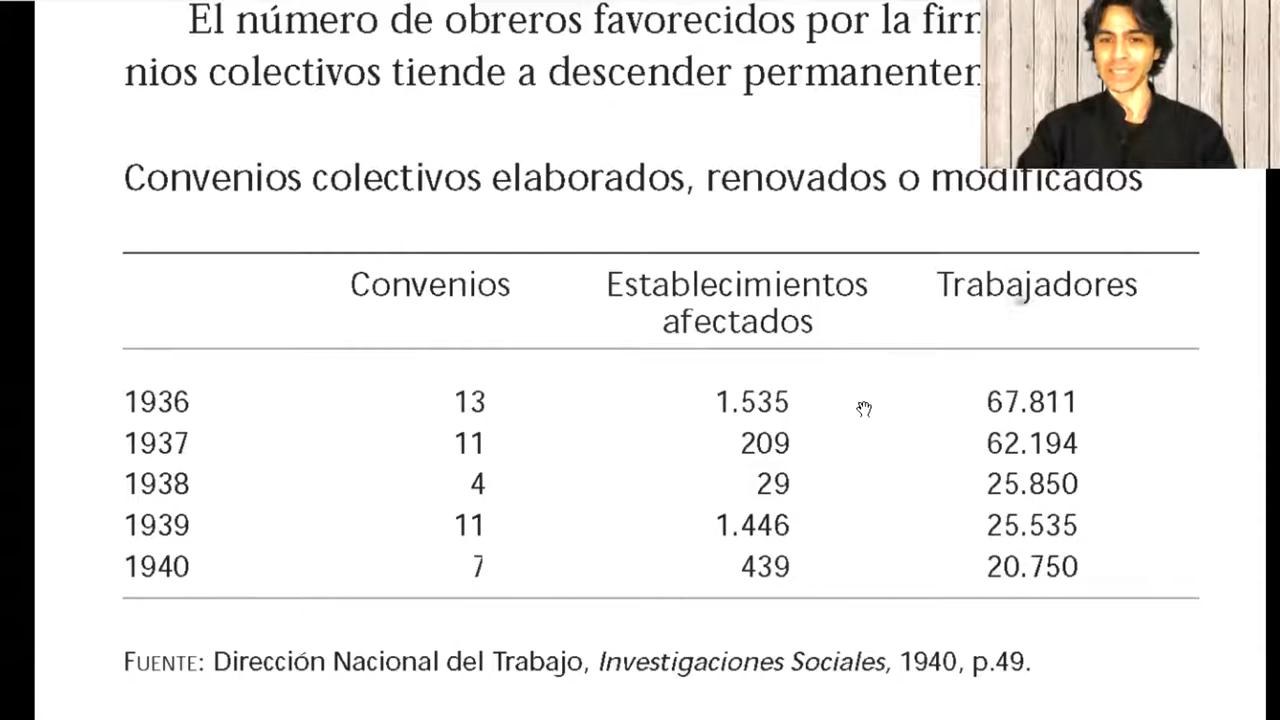 El número de obreros favorecidos por la
nios colectivos tiende a descender
Convenios colectivos elaborados, renovados o modificados
Convenios Establecimientos Trabajadores
afectados
1936 13 1.535 67.811
1937 11 209 62.194
1938 4 29 25.850
1939 11 1.446 25.535
1940 7 439 20.750
FUENTE: Dirección Nacional del Trabajo, Investigaciones Sociales, 1940, p.49.